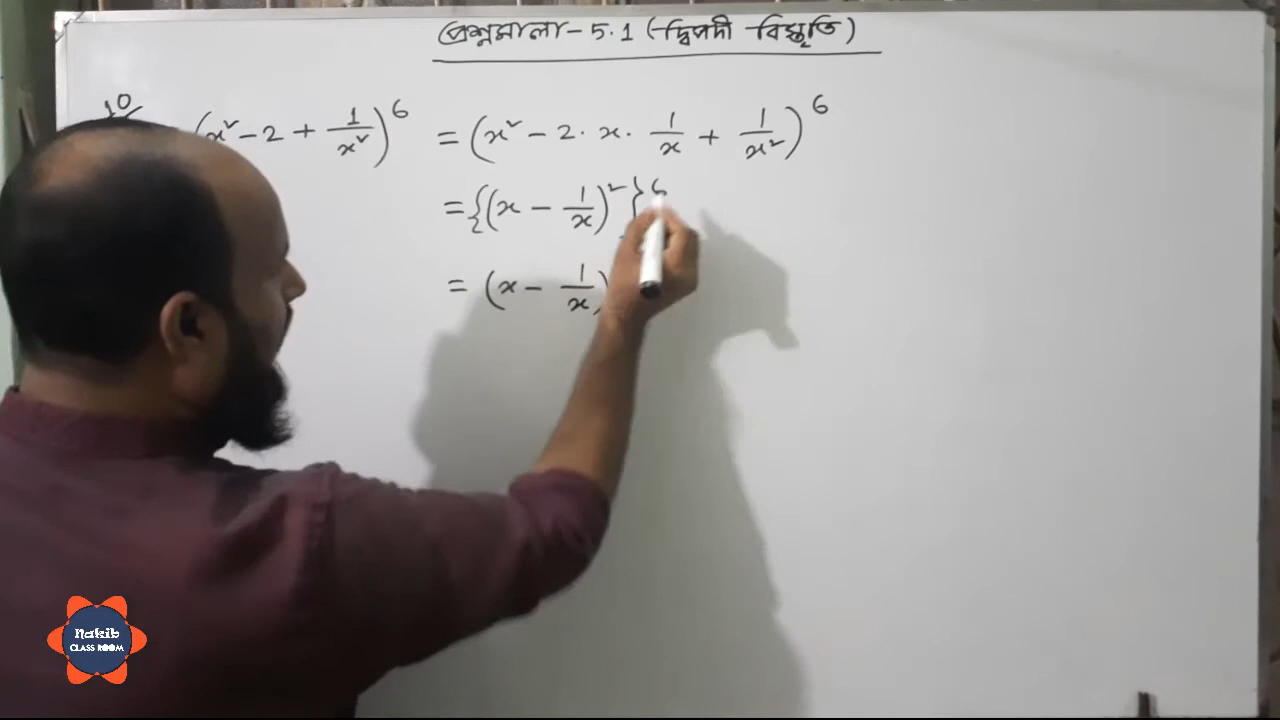 প্রশ্নমালা-5.1 (দ্বিপদী বিস্তৃতি)
10
(x² - 2 + 1/x²)⁶ = (x² - 2 · x · 1/x + 1/x²)⁶
= {(x - 1/x)²}⁶
= (x - 1/x)
Nakib
CLASS ROOM